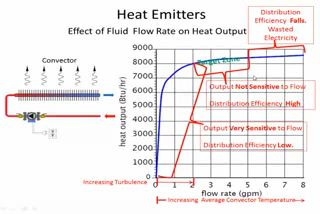 Heat Emitters
Effect of Fluid Flow Rate on Heat Output
Distribution
Efficiency Falls.
Wasted
Electricity
Convector
heat output (Btu/hr)
9000
8000
7000
6000
5000
4000
3000
2000
1000
0
Target Zone
Output Not Sensitive to Flow
Distribution Efficiency High
Output Very Sensitive to Flow
Distribution Efficiency Low.
0 1 2 3 4 5 6 7 8
Increasing Turbulence
flow rate (gpm)
Increasing Average Convector Temperature